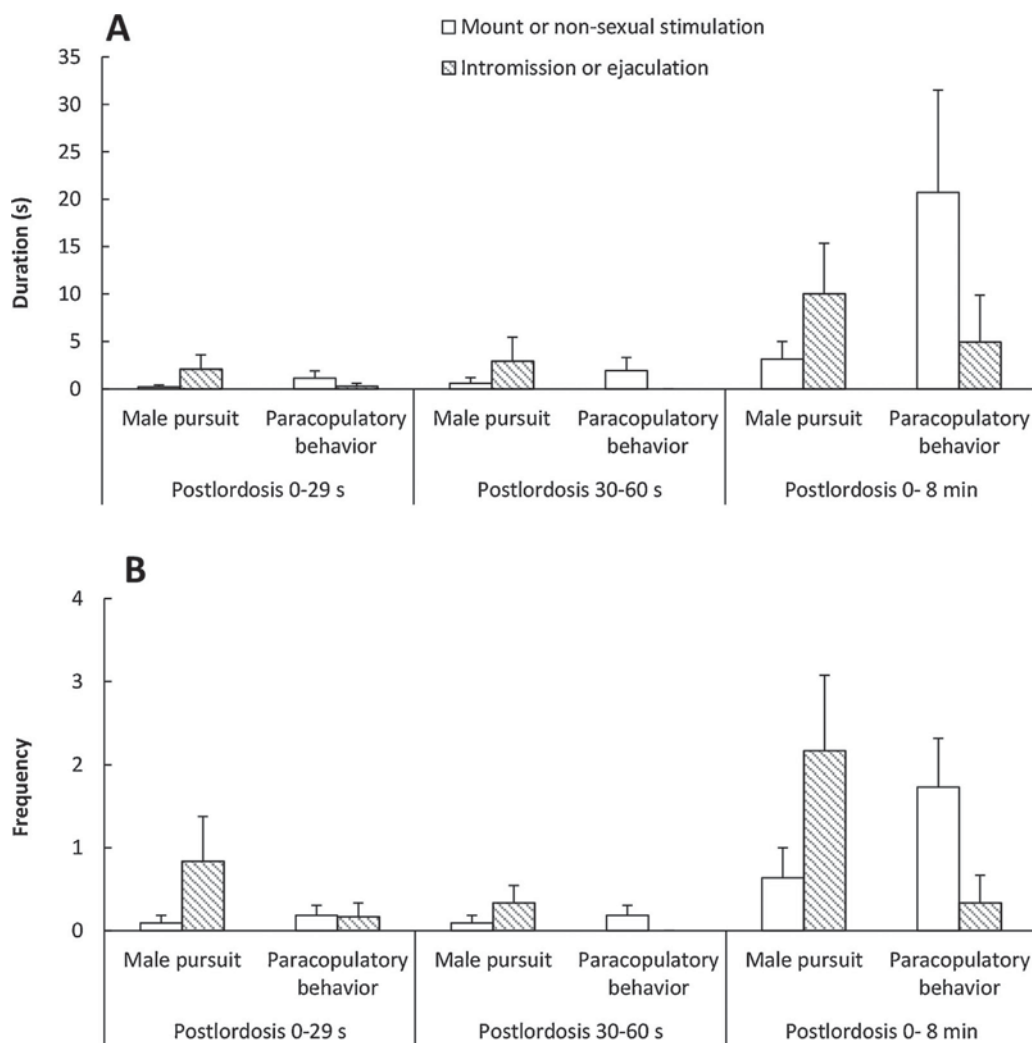 A
Mount or non-sexual stimulation
Intromission or ejaculation
35
30
25
20
15
10
5
0
Duration (s)
Male pursuit Paracopulatory behavior Male pursuit Paracopulatory behavior Male pursuit Paracopulatory behavior
Postlordosis 0-29 s Postlordosis 30-60 s Postlordosis 0- 8 min
B
4
3
2
1
0
Frequency
Male pursuit Paracopulatory behavior Male pursuit Paracopulatory behavior Male pursuit Paracopulatory behavior
Postlordosis 0-29 s Postlordosis 30-60 s Postlordosis 0- 8 min